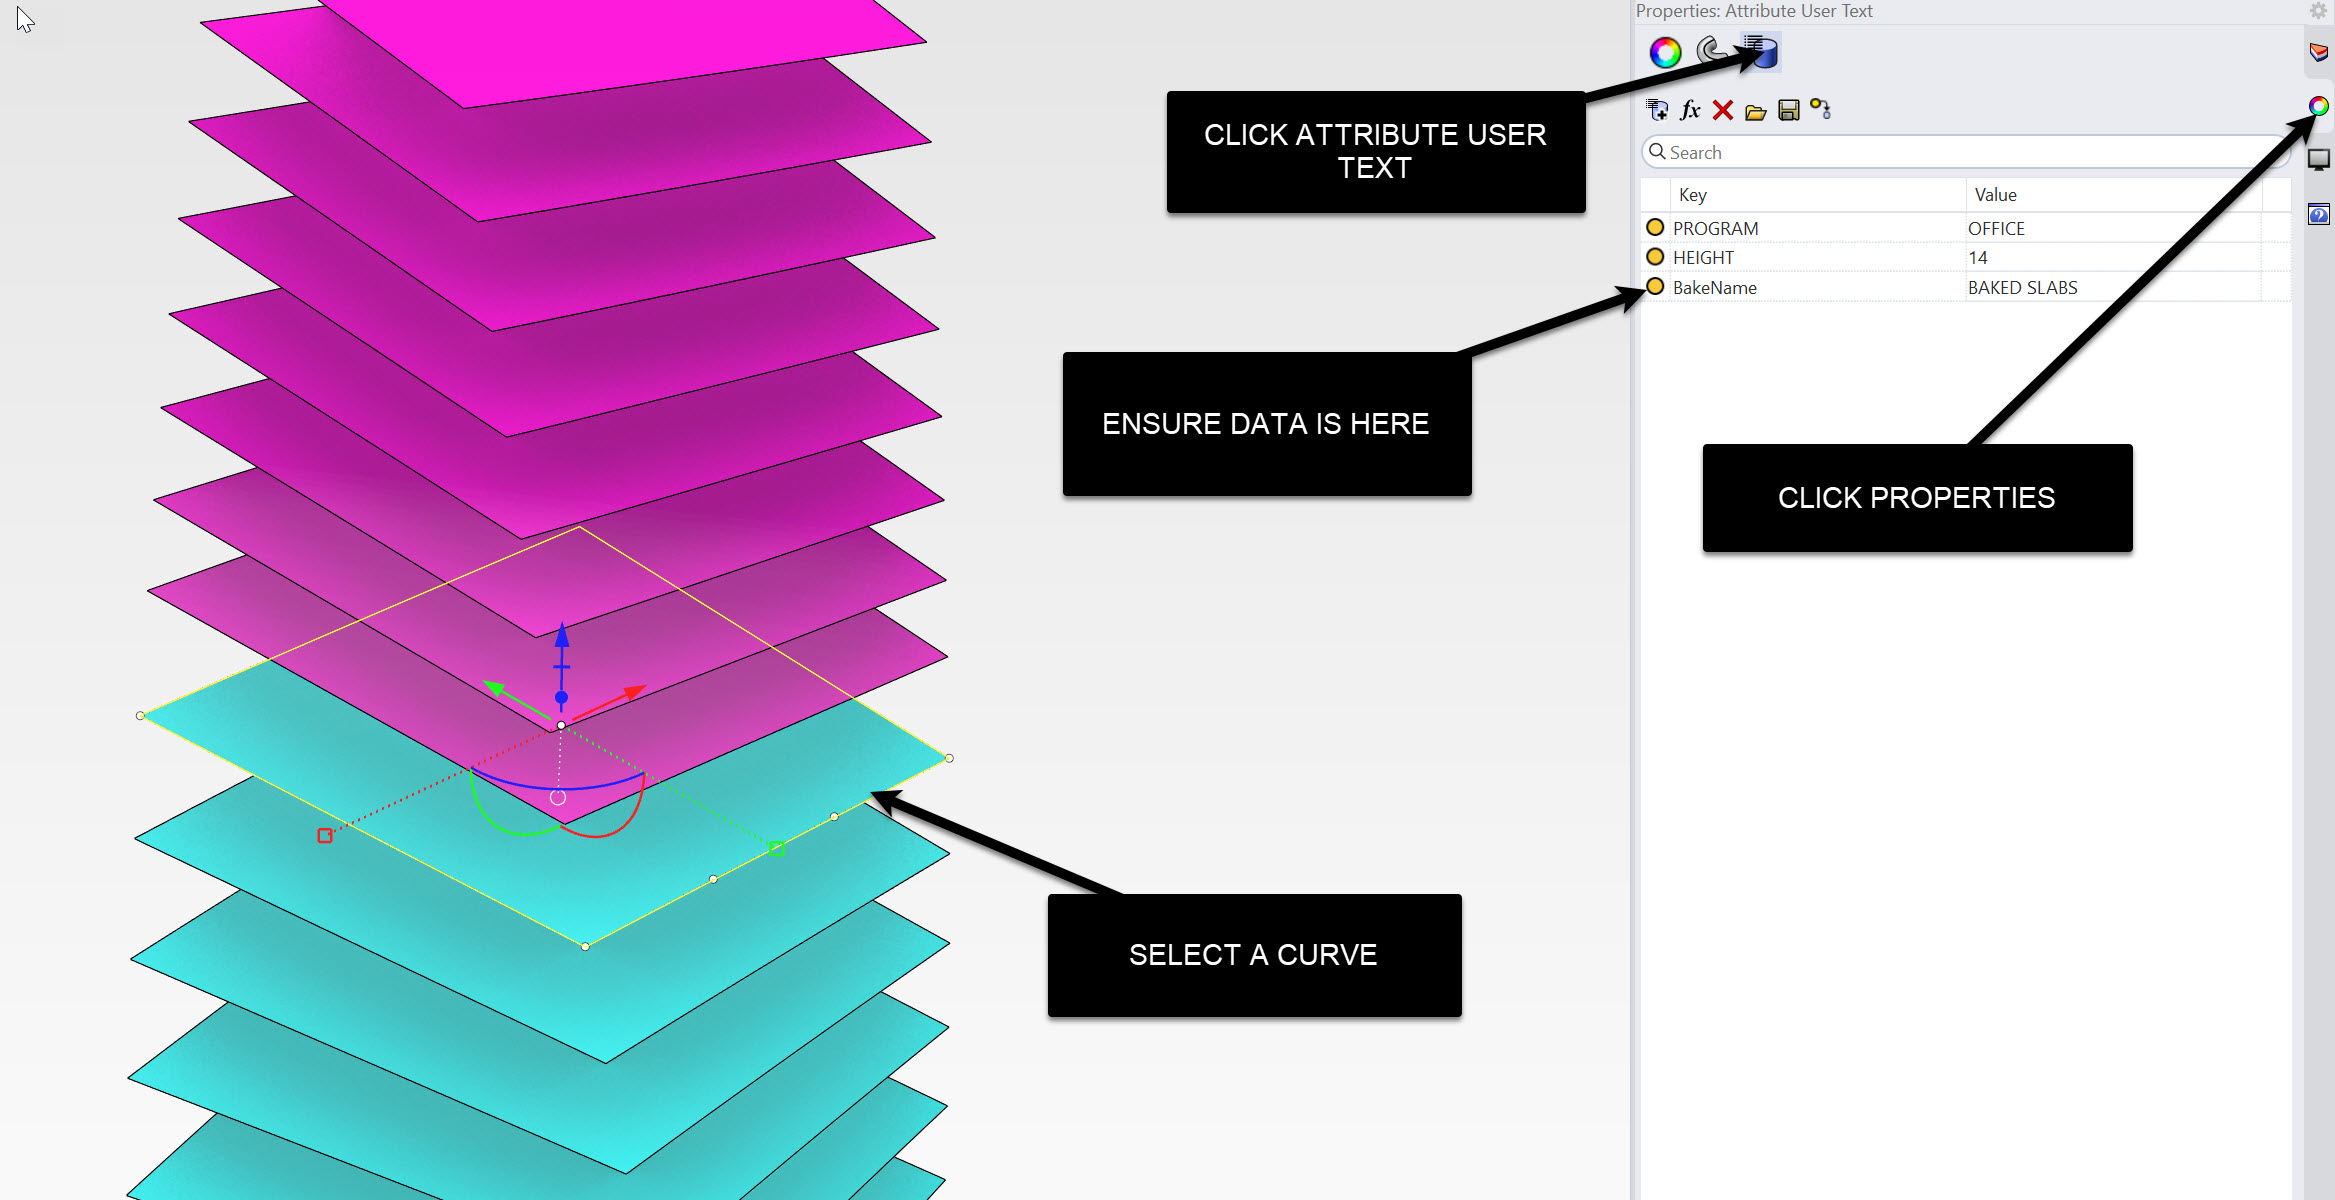 Properties: Attribute User Text
CLICK ATTRIBUTE USER
TEXT
fx
Search
Key Value
PROGRAM OFFICE
HEIGHT 14
BakeName BAKED SLABS
ENSURE DATA IS HERE
CLICK PROPERTIES
SELECT A CURVE